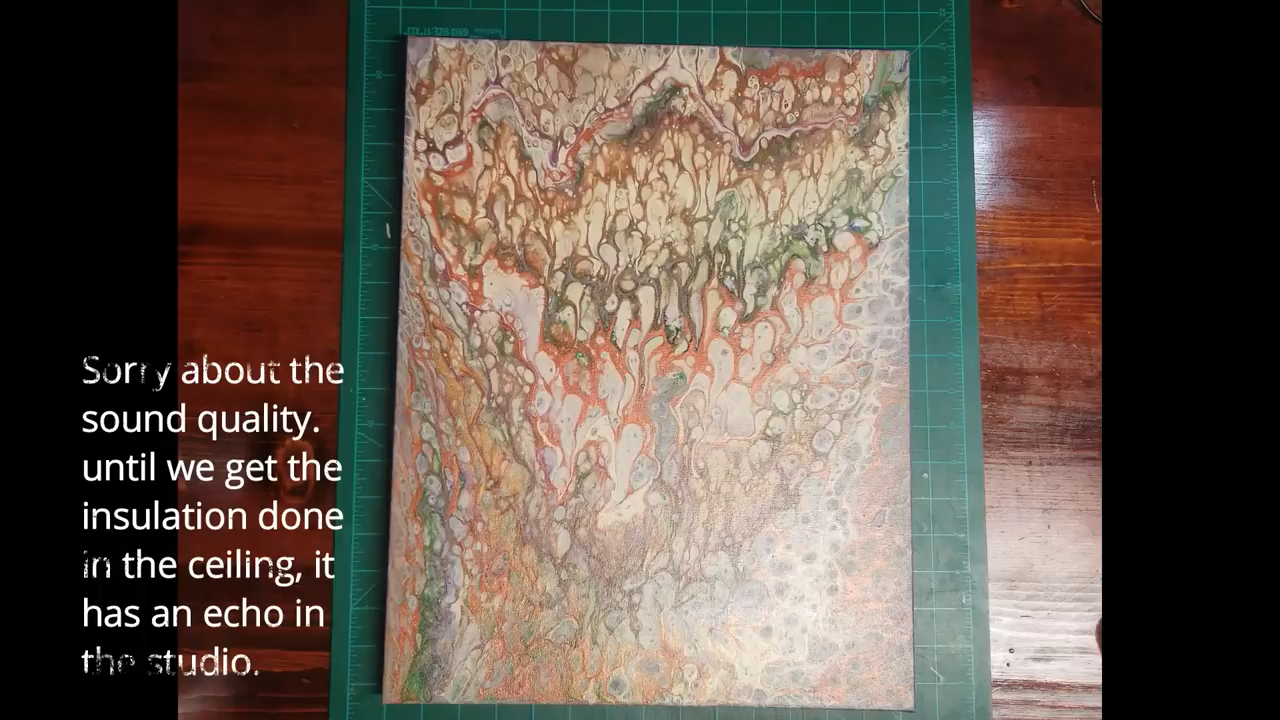 Sorry about the
sound quality.
until we get the
insulation done
in the ceiling, it
has an echo in
the studio.